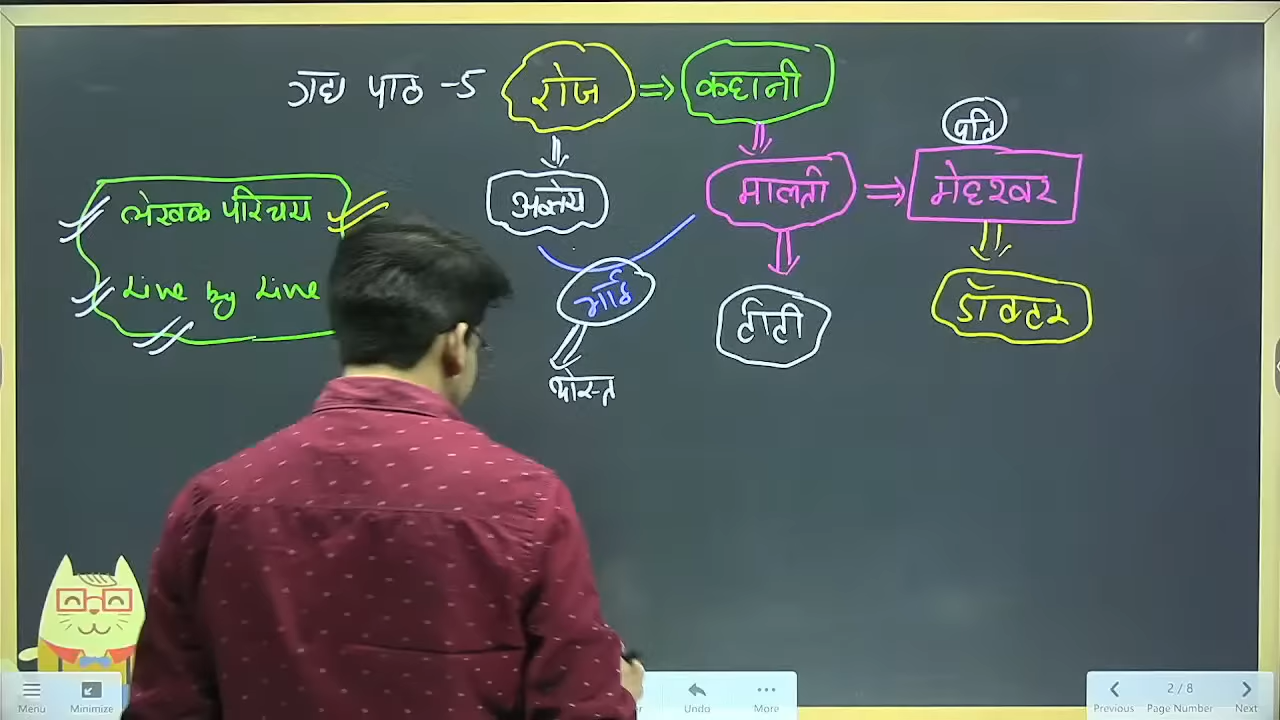 गद्य पाठ -5 रोज ⇒ कहानी
पति
लेखक परिचय
अज्ञेय
मालती ⇒ मेहश्वर
Line by Line
भाई
टीटी
डॉक्टर
Menu
Minimize
Undo
More
Previous
2/8
Page Number
Next